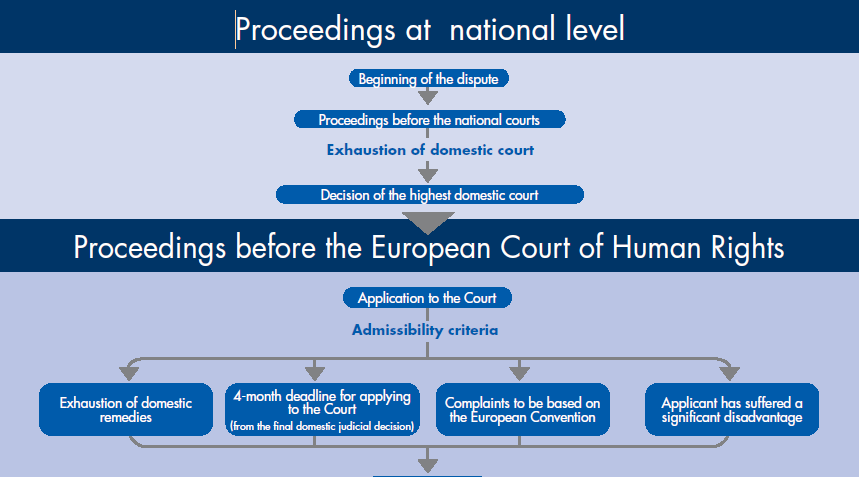 Proceedings at national level
Beginning of the dispute
Proceedings before the national courts
Exhaustion of domestic court
Decision of the highest domestic court
Proceedings before the European Court of Human Rights
Application to the Court
Admissibility criteria
Exhaustion of domestic
remedies
4-month deadline for applying
to the Court
(from the final domestic judicial decision)
Complaints to be based on
the European Convention
Applicant has suffered a
significant disadvantage